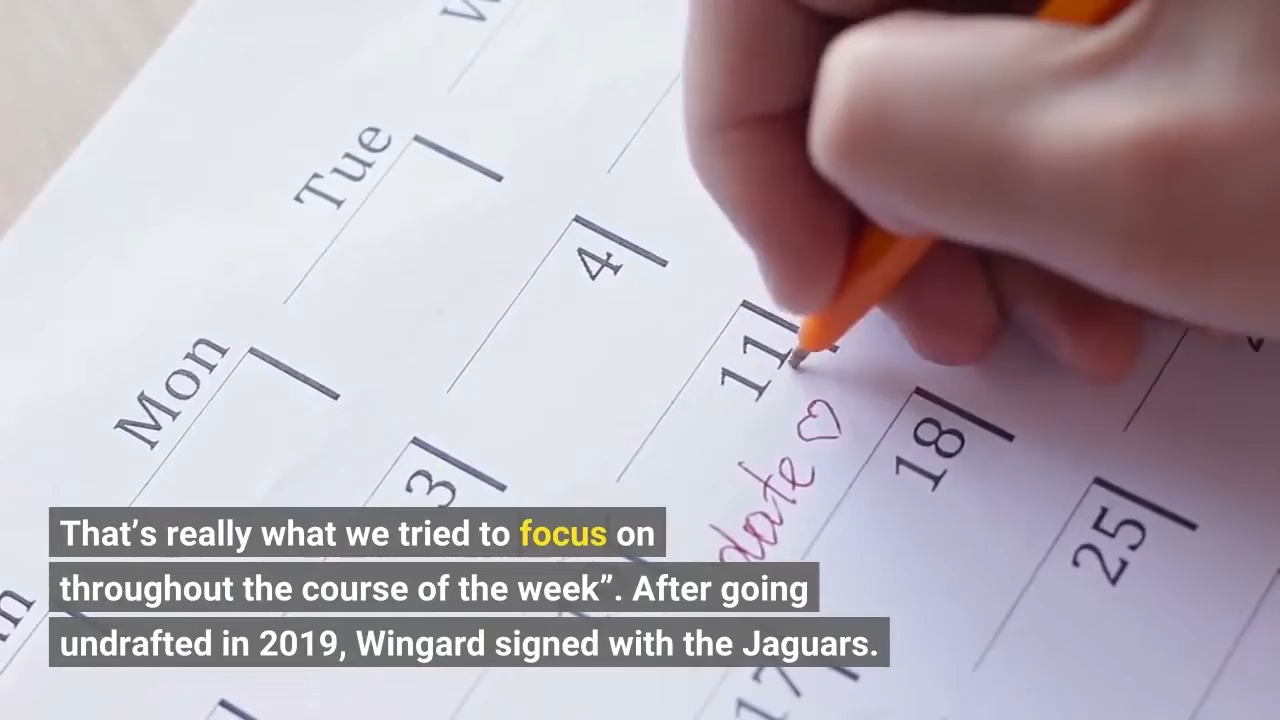 W
Tue
Mon
4
11
3
18
25
date ♡
17
That’s really what we tried to focus on
throughout the course of the week”. After going
undrafted in 2019, Wingard signed with the Jaguars.